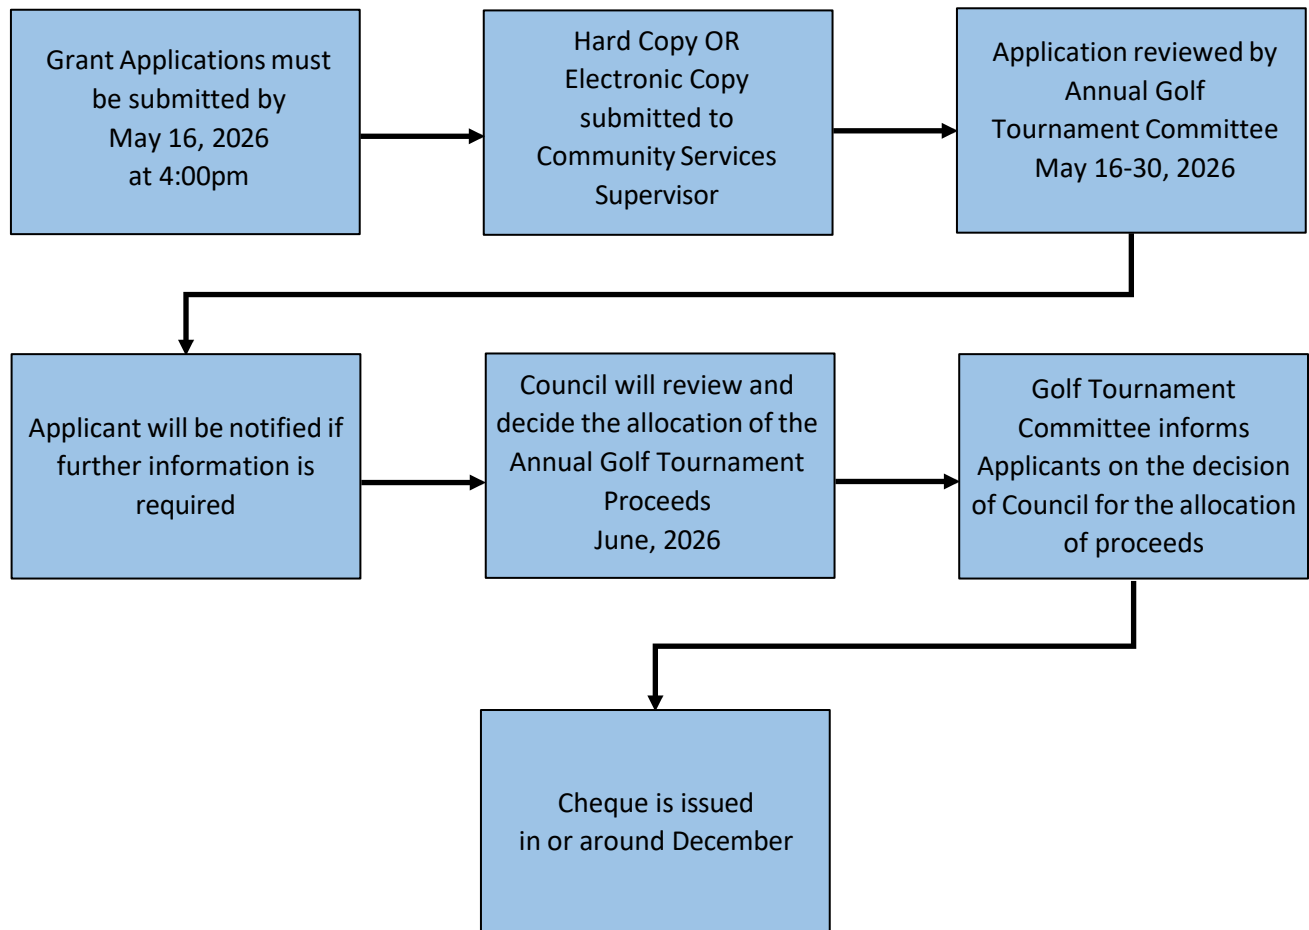 Grant Applications must
be submitted by
May 16, 2026
at 4:00pm
Hard Copy OR
Electronic Copy
submitted to
Community Services
Supervisor
Application reviewed by
Annual Golf
Tournament Committee
May 16-30, 2026
Applicant will be notified if
further information is
required
Council will review and
decide the allocation of the
Annual Golf Tournament
Proceeds
June, 2026
Golf Tournament
Committee informs
Applicants on the decision
of Council for the allocation
of proceeds
Cheque is issued
in or around December